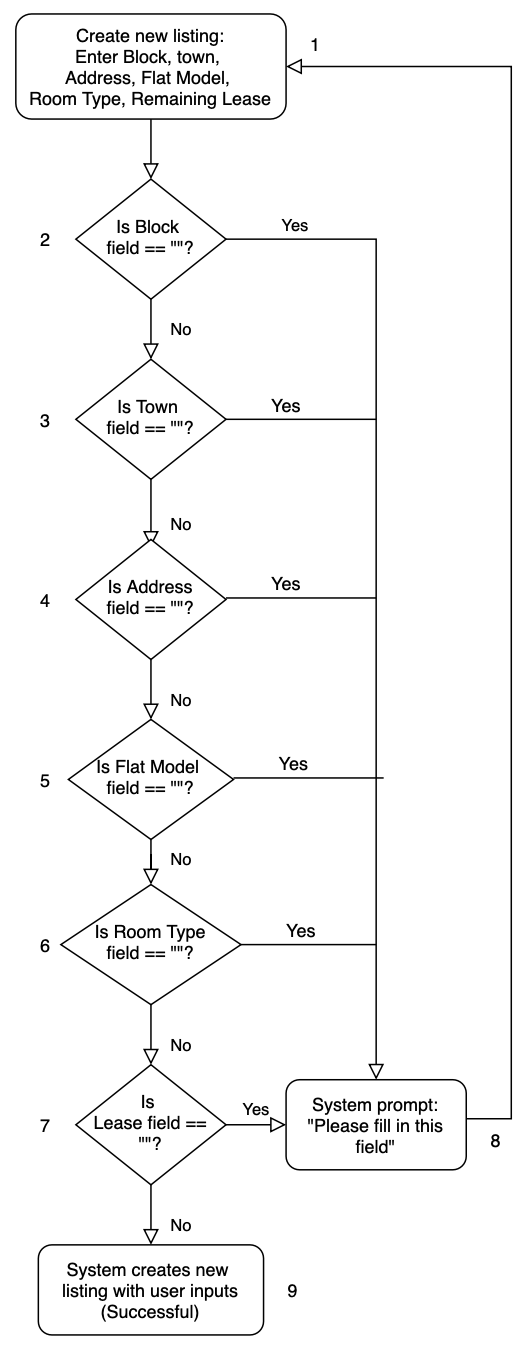 Create new listing:
Enter Block, town,
Address, Flat Model,
Room Type, Remaining Lease
1
2
Is Block
field == ""?
Yes
No
3
Is Town
field == ""?
Yes
No
4
Is Address
field == ""?
Yes
No
5
Is Flat Model
field == ""?
Yes
No
6
Is Room Type
field == ""?
Yes
No
7
Is
Lease field ==
""?
Yes
System prompt:
"Please fill in this
field"
8
No
System creates new
listing with user inputs
(Successful)
9